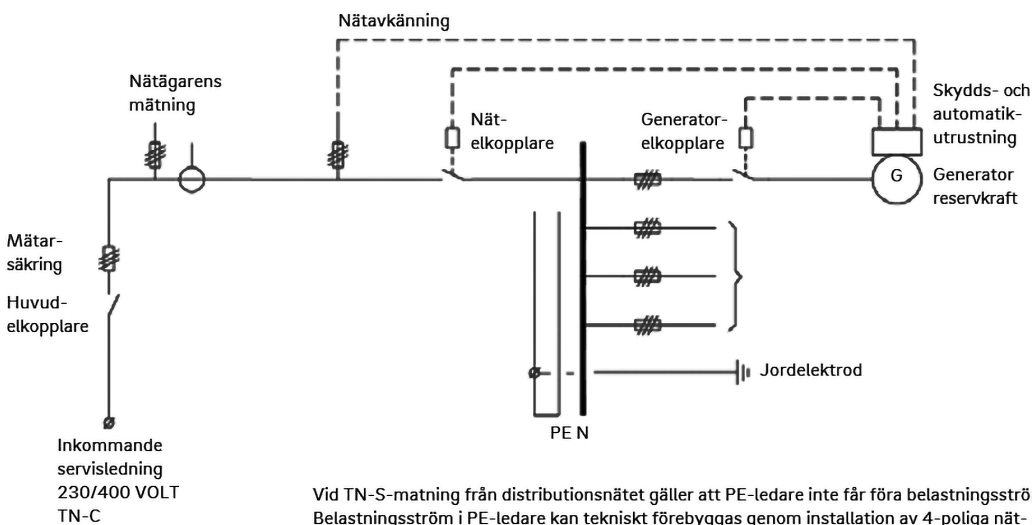 Nätavkänning
Nätägarens
mätning
Nät-
elkopplare
Generator-
elkopplare
Skydds- och
automatik-
utrustning
G
Generator
reservkraft
Mätar-
säkring
Huvud-
elkopplare
Jordelektrod
PE N
Inkommande
servisledning
230/400 VOLT
TN-C
Vid TN-S-matning från distributionsnätet gäller att PE-ledare inte får föra belastningsströ
Belastningsström i PE-ledare kan tekniskt förebyggas genom installation av 4-poliga nät-